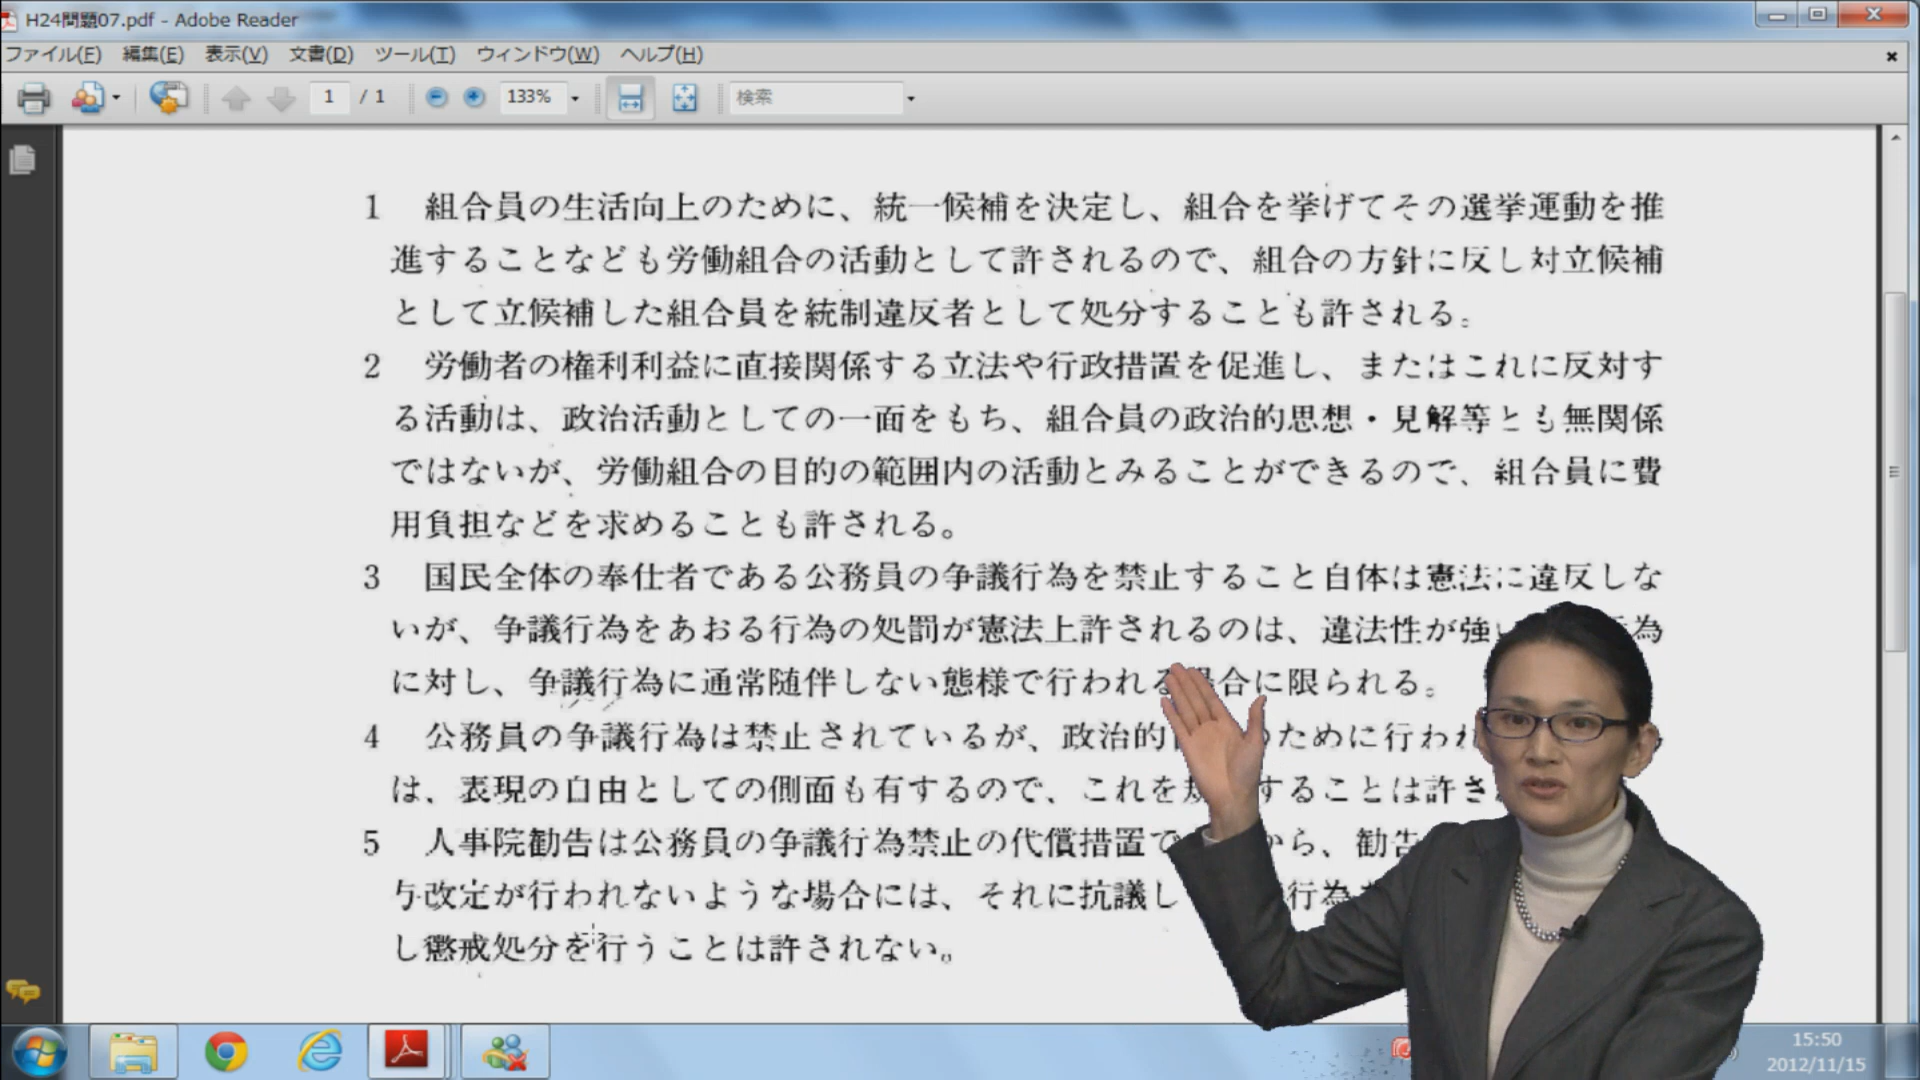 H24問題07.pdf - Adobe Reader
ファイル(F) 編集(E) 表示(V) 文書(D) ツール(T) ウィンドウ(W) ヘルプ(H)
1 / 1 133% 検索
1 組合員の生活向上のために、統一候補を決定し、組合を挙げてその選挙運動を推
進することなども労働組合の活動として許されるので、組合の方針に反し対立候補
として立候補した組合員を統制違反者として処分することも許される。
2 労働者の権利利益に直接関係する立法や行政措置を促進し、またはこれに反対す
る活動は、政治活動としての一面をもち、組合員の政治的思想・見解等とも無関係
ではないが、労働組合の目的の範囲内の活動とみることができるので、組合員に費
用負担などを求めることも許される。
3 国民全体の奉仕者である公務員の争議行為を禁止すること自体は憲法に違反しな
いが、争議行為をあおる行為の処罰が憲法上許されるのは、違法性が強い 為
に対し、争議行為に通常随伴しない態様で行われる場合に限られる。
4 公務員の争議行為は禁止されているが、政治的 のために行われ
は、表現の自由としての側面も有するので、これを規 することは許さ
5 人事院勧告は公務員の争議行為禁止の代償措置で から、勧告
与改定が行われないような場合には、それに抗議し 行為
し懲戒処分を行うことは許されない。
15:50
2012/11/15